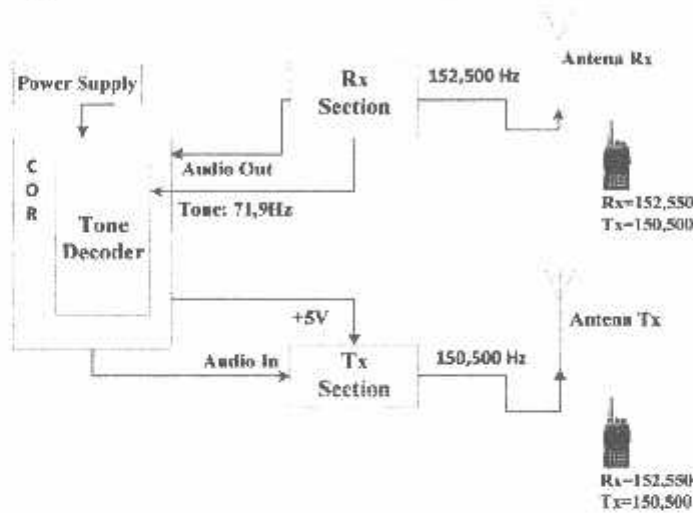 Power Supply
C
O
R
Tone
Decoder
Rx
Section
152,500 Hz
Antena Rx
Audio Out
Tone: 71,9Hz
Rx=152,550
Tx=150,500
+5V
Audio In
Tx
Section
150,500 Hz
Antena Tx
Rx=152,550
Tx=150,500